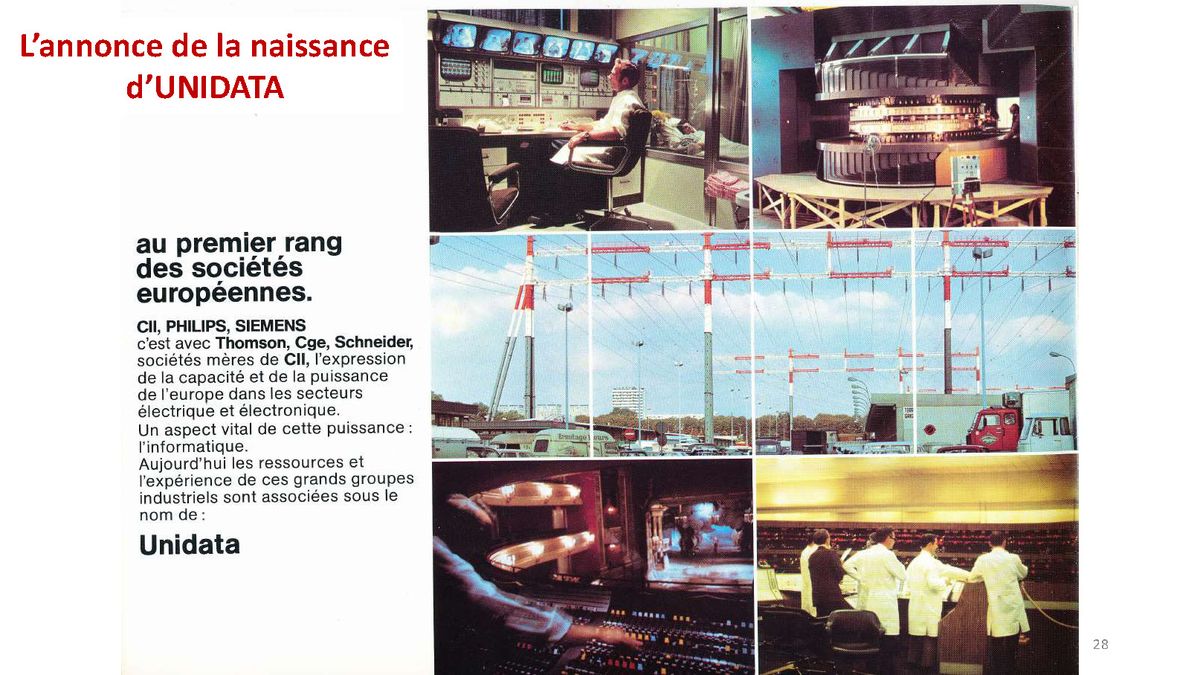 L’annonce de la naissance
d’UNIDATA
au premier rang
des sociétés
européennes.
CII, PHILIPS, SIEMENS
c'est avec Thomson, Cge, Schneider,
sociétés mères de CII, l'expression
de la capacité et de la puissance
de l'europe dans les secteurs
électrique et électronique.
Un aspect vital de cette puissance :
l'informatique.
Aujourd'hui les ressources et
l'expérience de ces grands groupes
industriels sont associées sous le
nom de :
Unidata
28